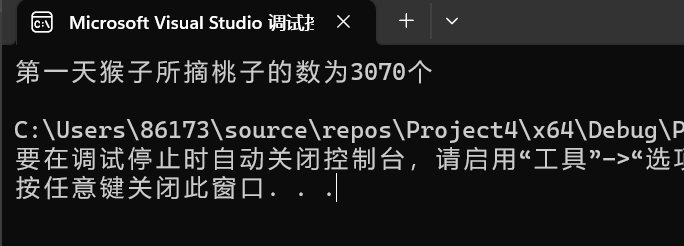 Microsoft Visual Studio 调试控
第一天猴子所摘桃子的数为3070个
C:\Users\86173\source\repos\Project4\x64\Debug\P
要在调试停止时自动关闭控制台，请启用“工具”->“选项
按任意键关闭此窗口. . .